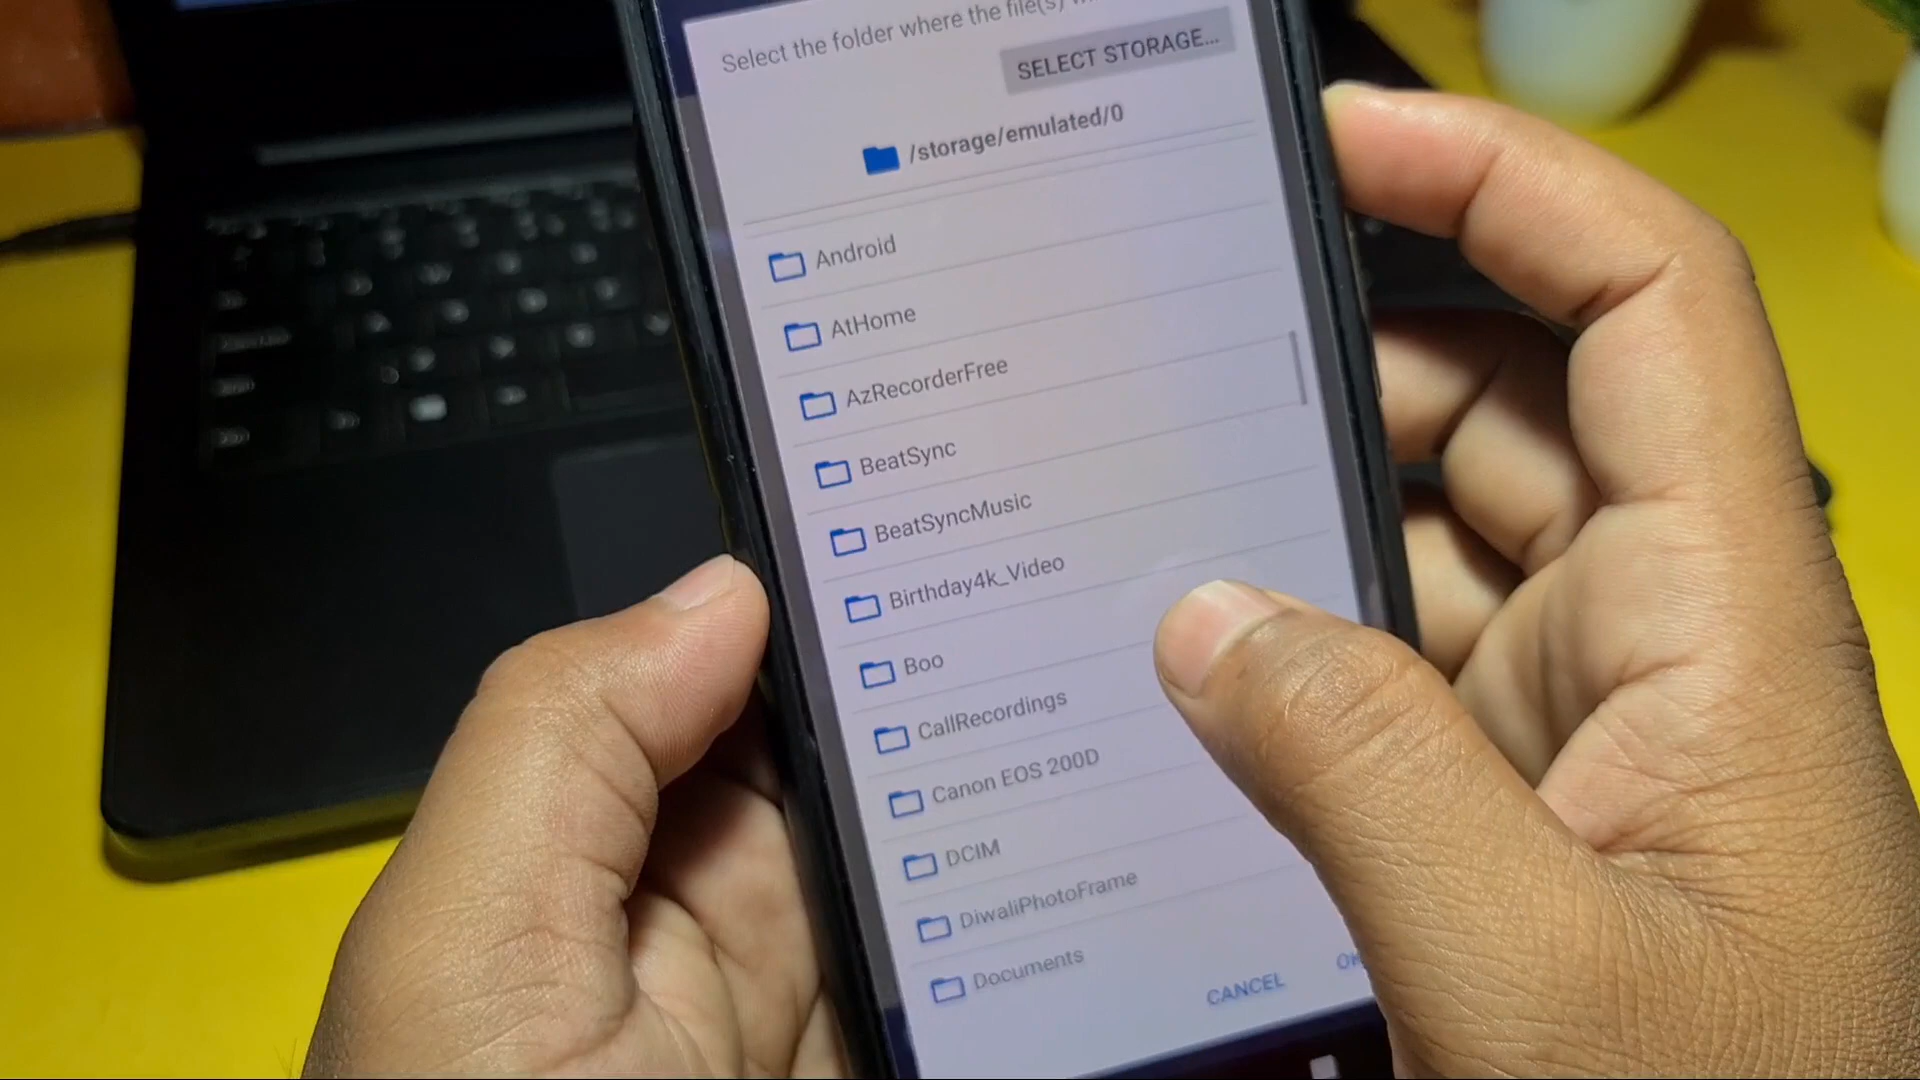 Select the folder where the file(s)
SELECT STORAGE...
/storage/emulated/0
Android
AtHome
AzRecorderFree
BeatSync
BeatSyncMusic
Birthday4k_Video
Boo
CallRecordings
Canon EOS 200D
DCIM
DiwaliPhotoFrame
Documents
CANCEL
OK